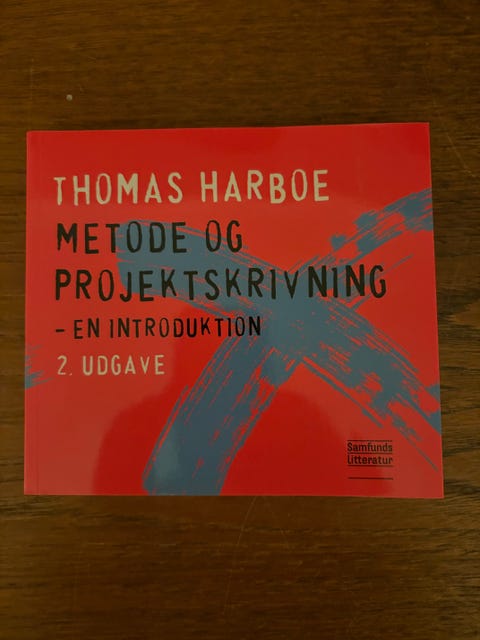 THOMAS HARBOE
METODE OG
PROJEKTSKRIVNING
- EN INTRODUKTION
2. UDGAVE
Samfunds
litteratur